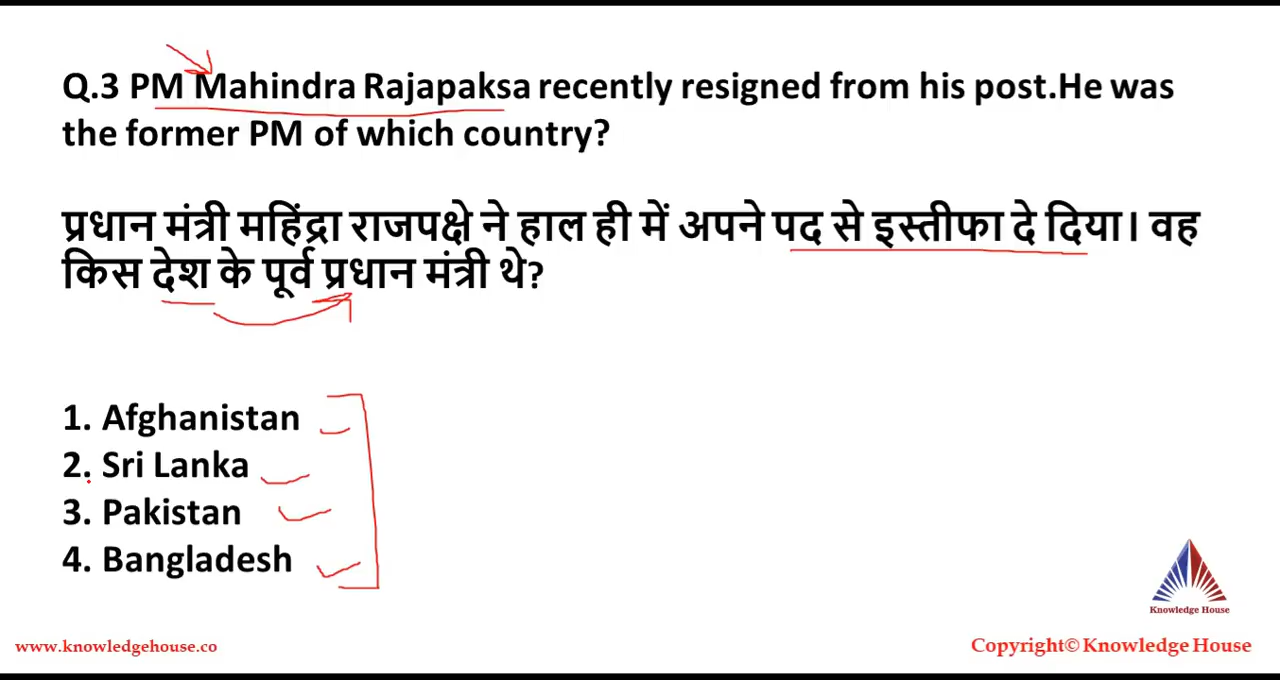 Q.3 PM Mahindra Rajapaksa recently resigned from his post.He was
the former PM of which country?
प्रधान मंत्री महिंद्रा राजपक्षे ने हाल ही में अपने पद से इस्तीफा दे दिया। वह
किस देश के पूर्व प्रधान मंत्री थे?
1. Afghanistan
2. Sri Lanka
3. Pakistan
4. Bangladesh
Knowledge House
www.knowledgehouse.co
Copyright© Knowledge House